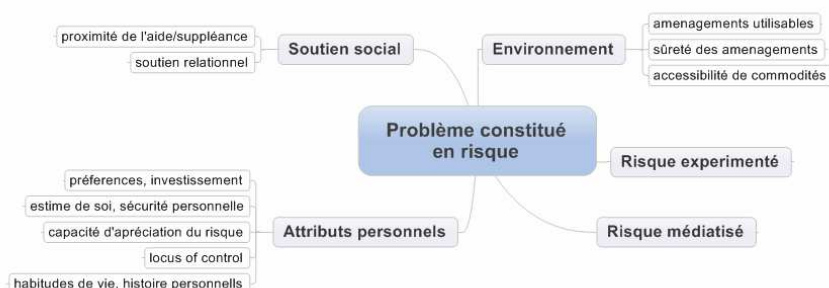 proximité de l'aide/suppléance
soutien relationnel
Soutien social
Environnement
amenagements utilisables
sûreté des amenagements
accessibilité de commodités
Problème constitué
en risque
Risque experimenté
Risque médiatisé
préferences, investissement
estime de soi, sécurité personnelle
capacité d'apréciation du risque
locus of control
habitudes de vie, histoire personnells
Attributs personnels